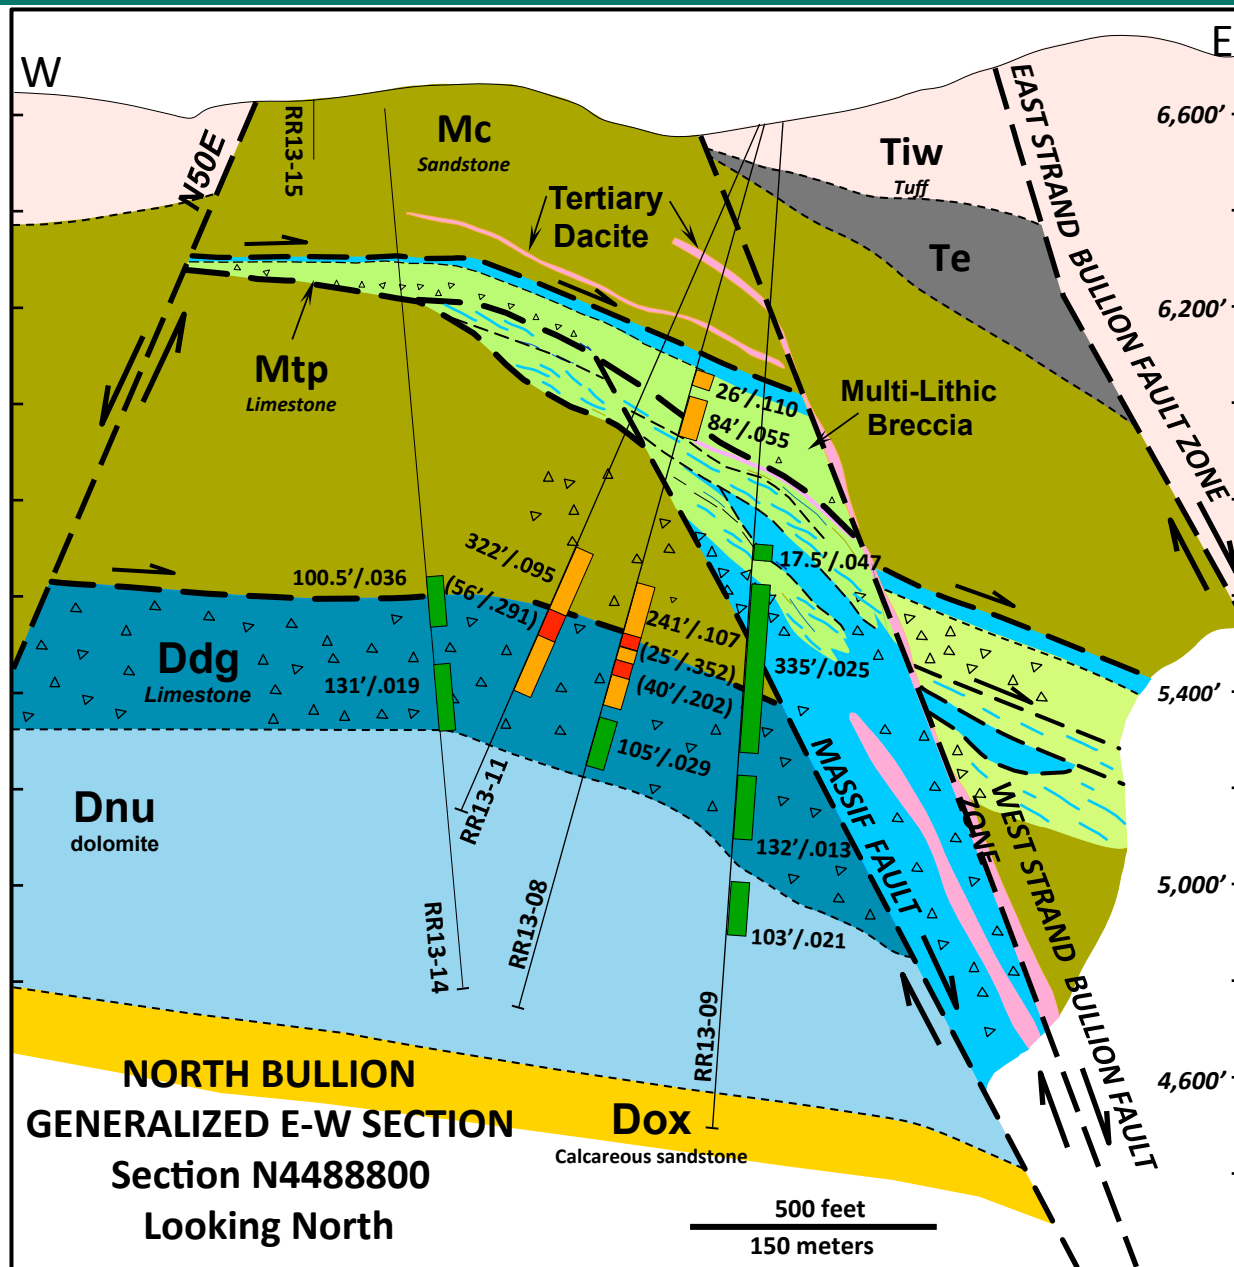 W
E
RR13-15
N50E
Mc
Sandstone
Tertiary
Dacite
Tiw
Tuff
Te
EAST STRAND BULLION FAULT ZONE
6,600’
6,200’
5,400’
5,000’
4,600’
Mtp
Limestone
Multi-Lithic
Breccia
26’/.110
84’/.055
322’/.095
(56’/.291)
100.5’/.036
131’/.019
241’/.107
(25’/.352)
(40’/.202)
105’/.029
17.5’/.047
335’/.025
132’/.013
103’/.021
Ddg
Limestone
Dnu
dolomite
RR13-11
RR13-08
RR13-14
RR13-09
MASSIF FAULT
WEST STRAND BULLION FAULT
ZONE
Dox
Calcareous sandstone
NORTH BULLION
GENERALIZED E-W SECTION
Section N4488800
Looking North
500 feet
150 meters